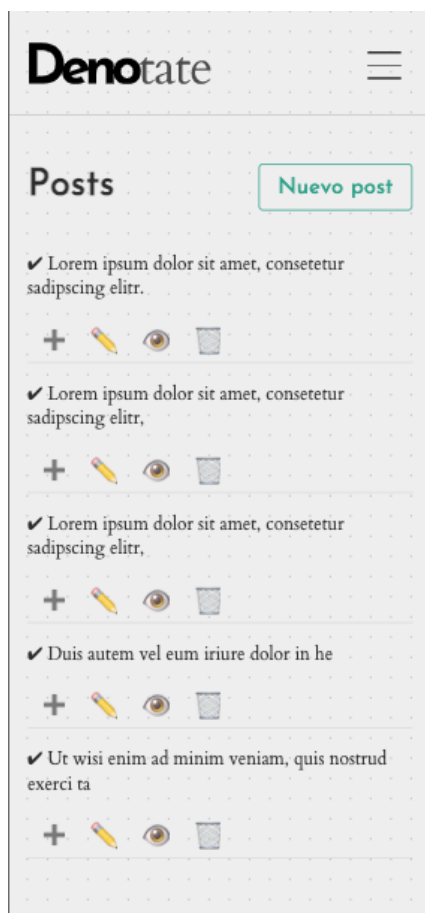 Denotate
Posts
Nuevo post
✔ Lorem ipsum dolor sit amet, consetetur
sadipscing elitr.
✔ Lorem ipsum dolor sit amet, consetetur
sadipscing elitr,
✔ Lorem ipsum dolor sit amet, consetetur
sadipscing elitr,
✔ Duis autem vel eum iriure dolor in he
✔ Ut wisi enim ad minim veniam, quis nostrud
exerci ta